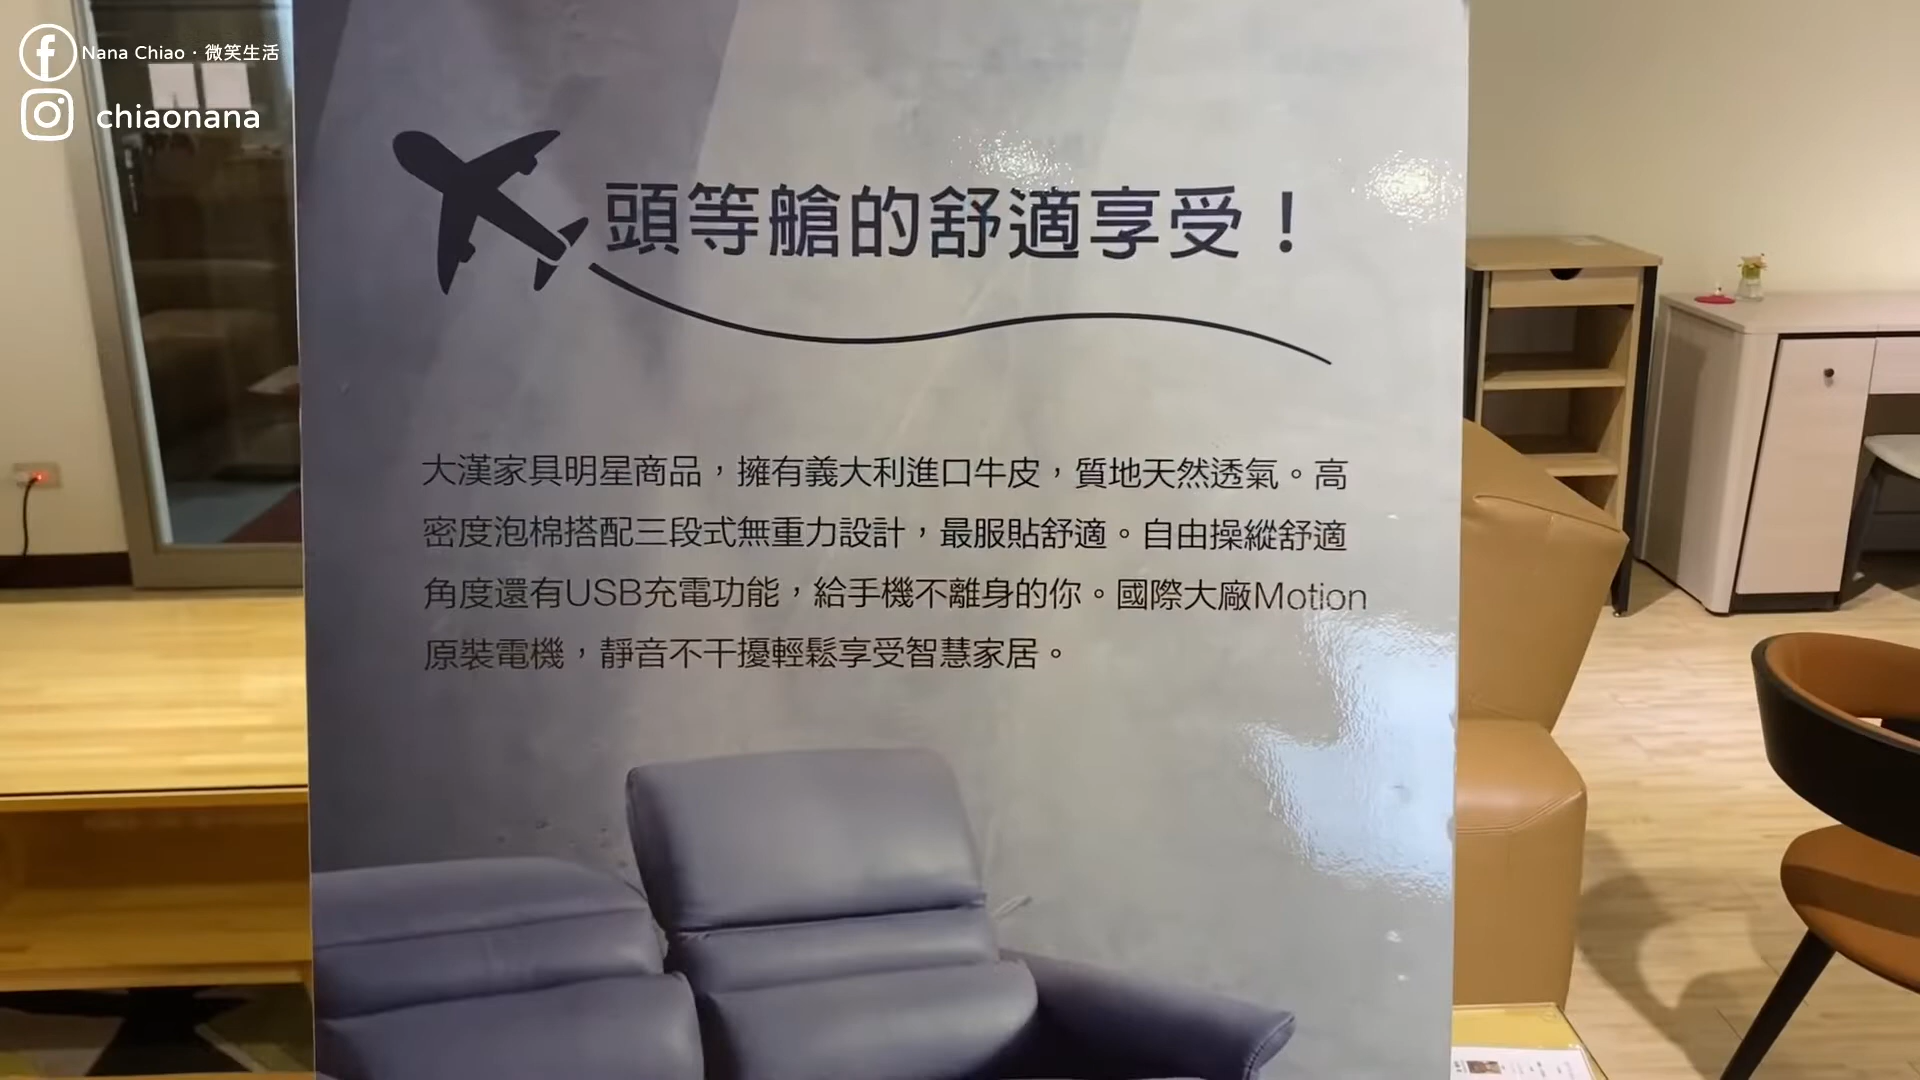 Nana Chiao · 微笑生活
chiaonana
頭等艙的舒適享受！
大漢家具明星商品，擁有義大利進口牛皮，質地天然透氣。高
密度泡棉搭配三段式無重力設計，最服貼舒適。自由操縱舒適
角度還有USB充電功能，給手機不離身的你。國際大廠Motion
原裝電機，靜音不干擾輕鬆享受智慧家居。